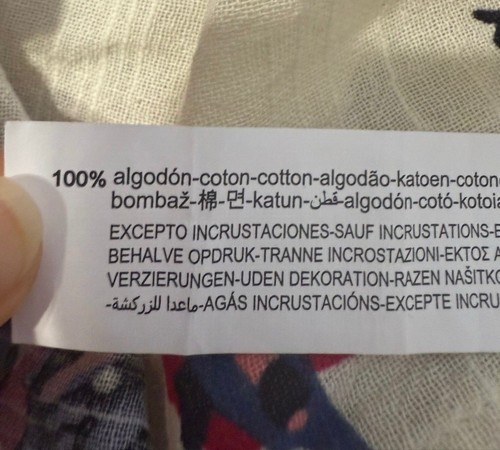 100% algodón-coton-cotton-algodão-katoen-coton
bombaž-棉-면-katun-قطن-algodón-cotó-kotoia
EXCEPTO INCRUSTACIONES-SAUF INCRUSTATIONS-E
BEHALVE OPDRUK-TRANNE INCROSTAZIONI-ΕΚΤΟΣ Α
VERZIERUNGEN-UDEN DEKORATION-RAZEN NAŠITKO
-ماعدا للزركشة-AGÁS INCRUSTACIÓNS-EXCEPTE INCRU